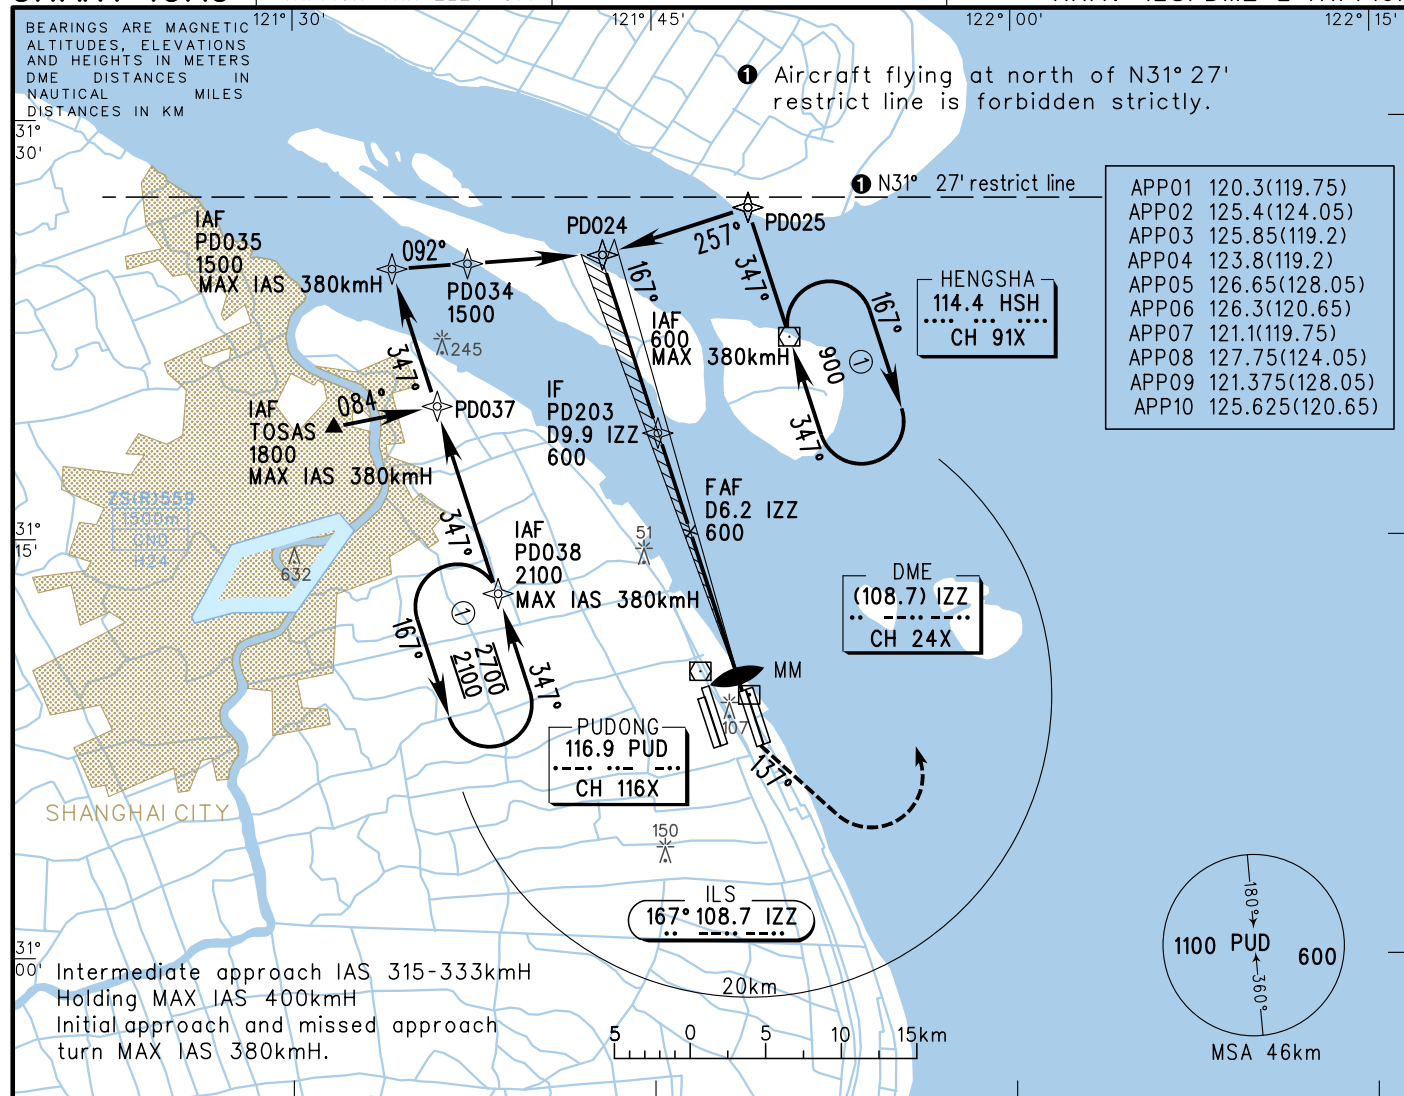 121°30'
121°45'
122°00'
122°15'
BEARINGS ARE MAGNETIC
ALTITUDES, ELEVATIONS
AND HEIGHTS IN METERS
DME DISTANCES IN
NAUTICAL MILES
DISTANCES IN KM
❶ Aircraft flying at north of N31°27'
restrict line is forbidden strictly.
31°
30'
❶ N31° 27' restrict line
APP01 120.3(119.75)
APP02 125.4(124.05)
APP03 125.85(119.2)
APP04 123.8(119.2)
APP05 126.65(128.05)
APP06 126.3(120.65)
APP07 121.1(119.75)
APP08 127.75(124.05)
APP09 121.375(128.05)
APP10 125.625(120.65)
IAF
PD035
1500
MAX IAS 380kmH
092°
PD034
1500
PD024
257°
PD025
347°
167°
IAF
600
MAX 380kmH
900
1
167°
347°
HENGSHA
114.4 HSH
CH 91X
245
347°
IAF
TOSAS
1800
MAX IAS 380kmH
084°
PD037
IF
PD203
D9.9 IZZ
600
FAF
D6.2 IZZ
600
ZS(R)559
1500m
GND
H24
632
31°
15'
51
347°
IAF
PD038
2100
MAX IAS 380kmH
1
167°
2700
2100
347°
DME
(108.7) IZZ
CH 24X
MM
107
PUDONG
116.9 PUD
CH 116X
137°
SHANGHAI CITY
150
ILS
167° 108.7 IZZ
20km
180°
1100 PUD 600
360°
MSA 46km
31°
00'
Intermediate approach IAS 315-333kmH
Holding MAX IAS 400kmH
Initial approach and missed approach
turn MAX IAS 380kmH.
5 0 5 10 15km